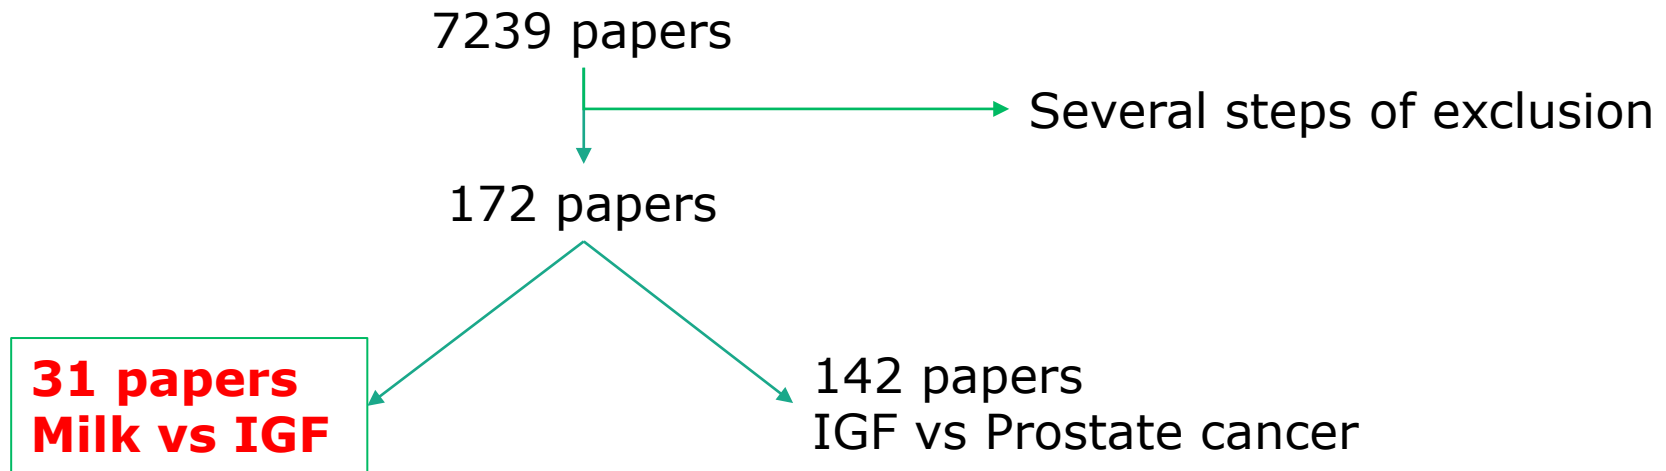 7239 papers
Several steps of exclusion
172 papers
31 papers
Milk vs IGF
142 papers
IGF vs Prostate cancer